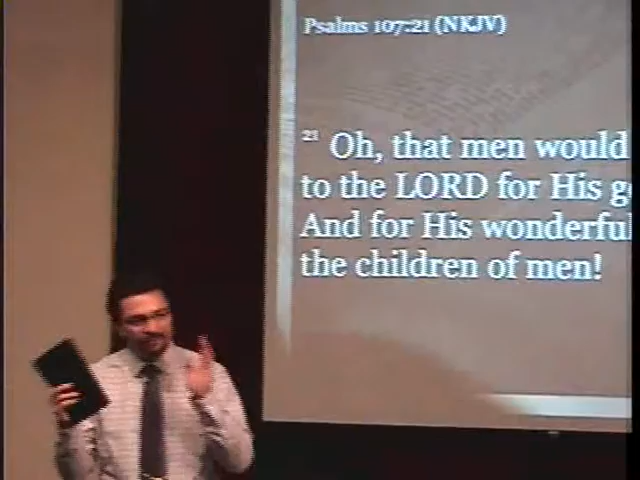 Psalms 107:21 (NKJV)
21 Oh, that men would
to the LORD for His
And for His wonderful
the children of men!